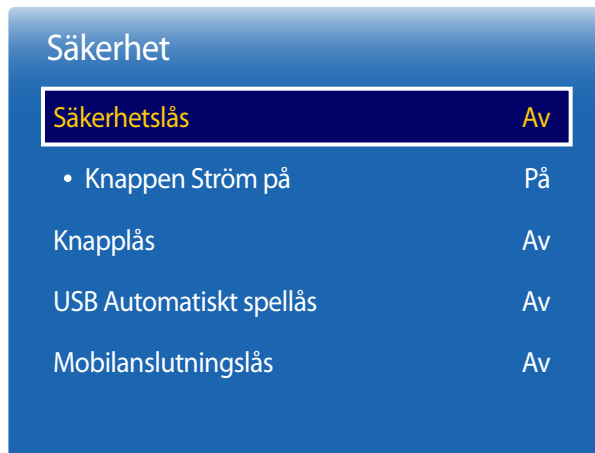 Säkerhet
Säkerhetslås Av
• Knappen Ström på På
Knapplås Av
USB Automatiskt spellås Av
Mobilanslutningslås Av